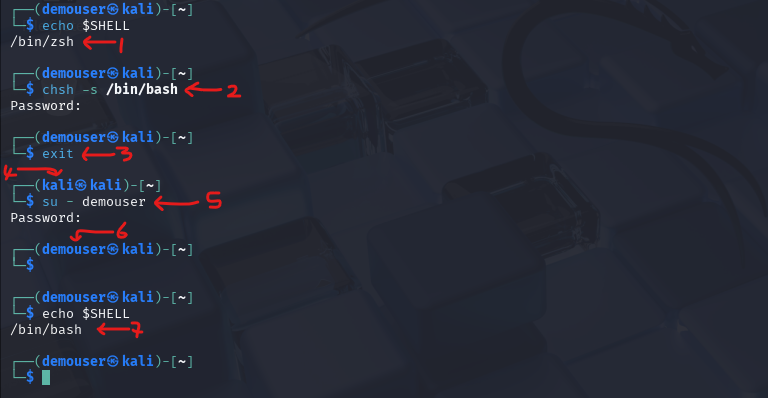 ┌──(demouser㉿kali)-[~]
└─$ echo $SHELL
/bin/zsh 1
┌──(demouser㉿kali)-[~]
└─$ chsh -s /bin/bash 2
Password:
┌──(demouser㉿kali)-[~]
└─$ exit 3
4
┌──(kali㉿kali)-[~]
└─$ su - demouser 5
Password:
6
┌──(demouser㉿kali)-[~]
└─$
┌──(demouser㉿kali)-[~]
└─$ echo $SHELL
/bin/bash 7
┌──(demouser㉿kali)-[~]
└─$